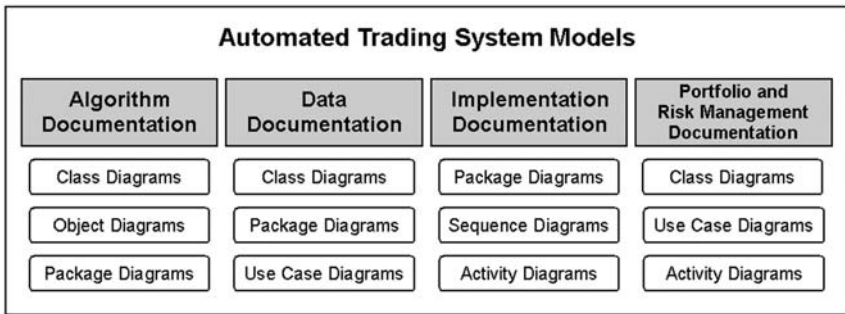 Automated Trading System Models
Algorithm
Documentation
Data
Documentation
Implementation
Documentation
Portfolio and
Risk Management
Documentation
Class Diagrams
Class Diagrams
Package Diagrams
Class Diagrams
Object Diagrams
Package Diagrams
Sequence Diagrams
Use Case Diagrams
Package Diagrams
Use Case Diagrams
Activity Diagrams
Activity Diagrams